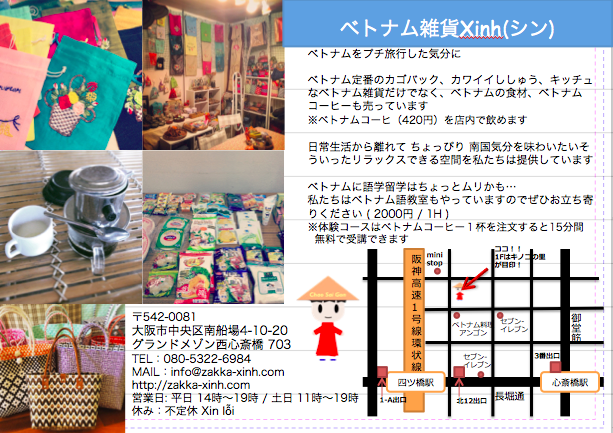 ベトナム雑貨Xinh(シン)
ベトナムをプチ旅行した気分に
ベトナム定番のカゴバック、カワイイししゅう、キッチュ
なベトナム雑貨だけでなく、ベトナムの食材、ベトナム
コーヒーも売っています
※ベトナムコーヒ（420円）を店内で飲めます
日常生活から離れて ちょっぴり 南国気分を味わいたいそ
ういったリラックスできる空間を私たちは提供しています
ベトナムに語学留学はちょっとムリかも…
私たちはベトナム語教室もやっていますのでぜひお立ち寄
りください ( 2000円 / 1H )
※体験コースはベトナムコーヒー１杯を注文すると15分間
無料で受講できます
〒542-0081
大阪市中央区南船場4-10-20
グランドメゾン西心斎橋 703
TEL：080-5322-6984
MAIL：info@zakka-xinh.com
http://zakka-xinh.com
営業日: 平日 14時〜19時 / 土日 11時〜19時
休み：不定休 Xin lỗi
mini
stop
ココ！！
1Fはキノコの里
が目印！
阪神高速1号線環状線
ベトナム料理
アンゴン
セブン-
イレブン
御堂筋
セブン-
イレブン
3番出口
四ツ橋駅
心斎橋駅
1-A出口
北12出口
長堀通